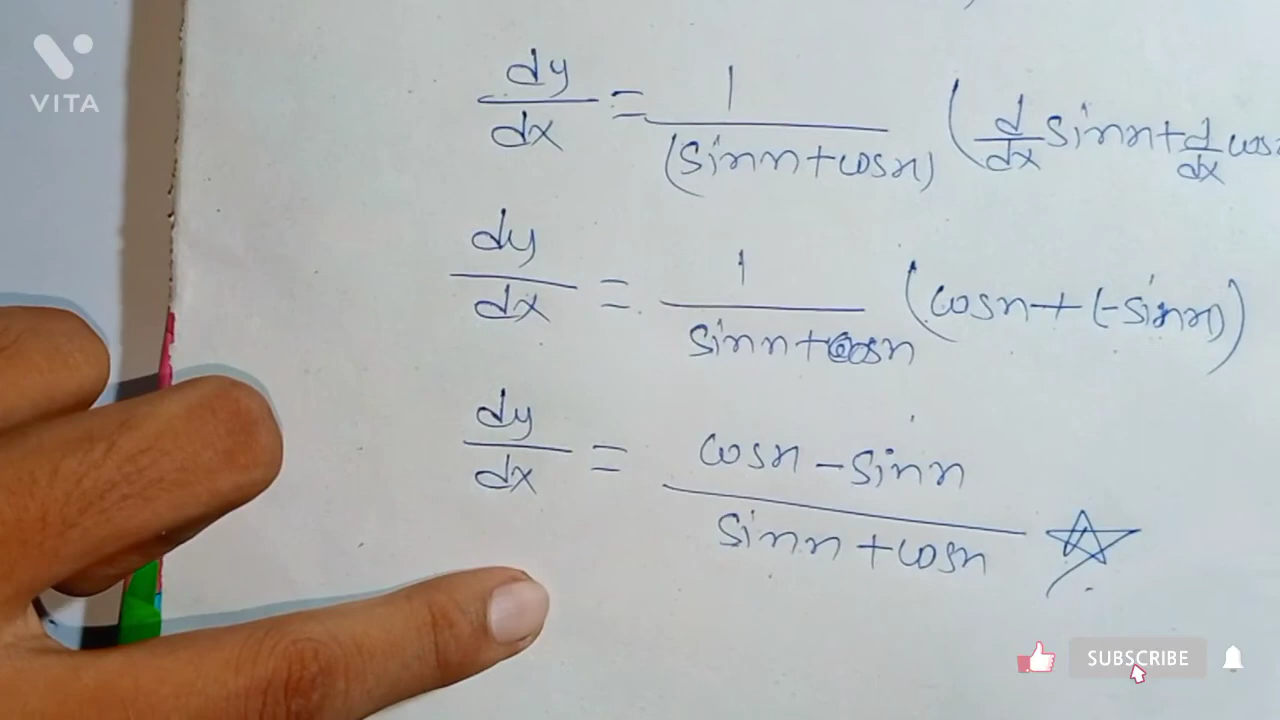 VITA
dy/dx = 1/(sinx+cosx) (d/dx sinx+d/dx cosx
dy/dx = 1/sinx+cosx (cosx+(-sinx))
dy/dx = cosx-sinx/sinx+cosx
SUBSCRIBE